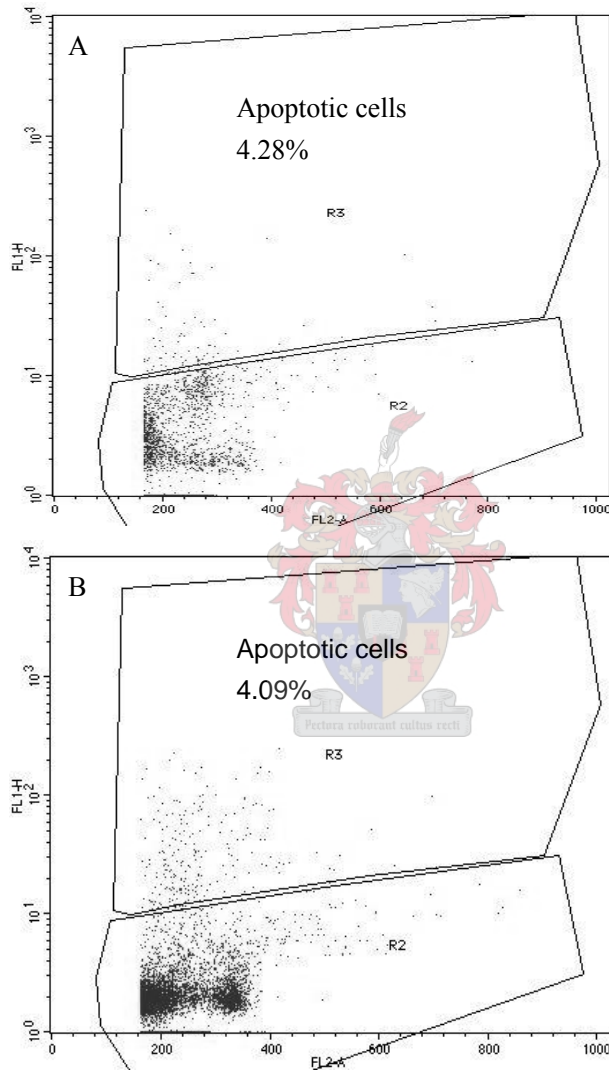 A
Apoptotic cells
4.28%
R3
R2
FL1-H
10^4
10^3
10^2
10^1
10^0
0 200 400 600 800 1000
FL2-A
B
Apoptotic cells
4.09%
Pectora roborant cultus recti
R3
R2
FL1-H
10^4
10^3
10^2
10^1
10^0
0 200 400 600 800 1000
FL2-A